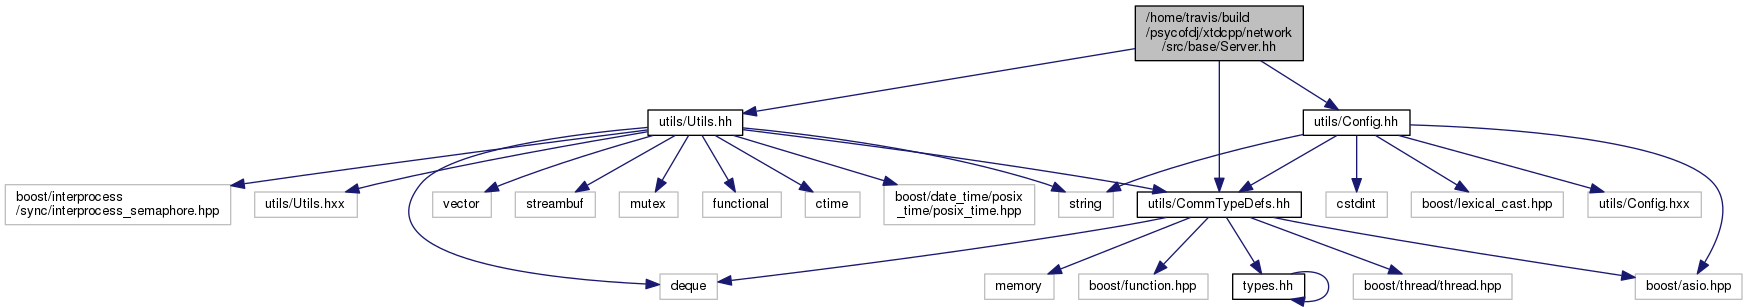 /home/travis/build
/psycofdj/xtdcpp/network
/src/base/Server.hh
utils/Utils.hh
utils/Config.hh
boost/interprocess
/sync/interprocess_semaphore.hpp
utils/Utils.hxx
vector
streambuf
mutex
functional
ctime
boost/date_time/posix
_time/posix_time.hpp
string
utils/CommTypeDefs.hh
cstdint
boost/lexical_cast.hpp
utils/Config.hxx
deque
memory
boost/function.hpp
types.hh
boost/thread/thread.hpp
boost/asio.hpp